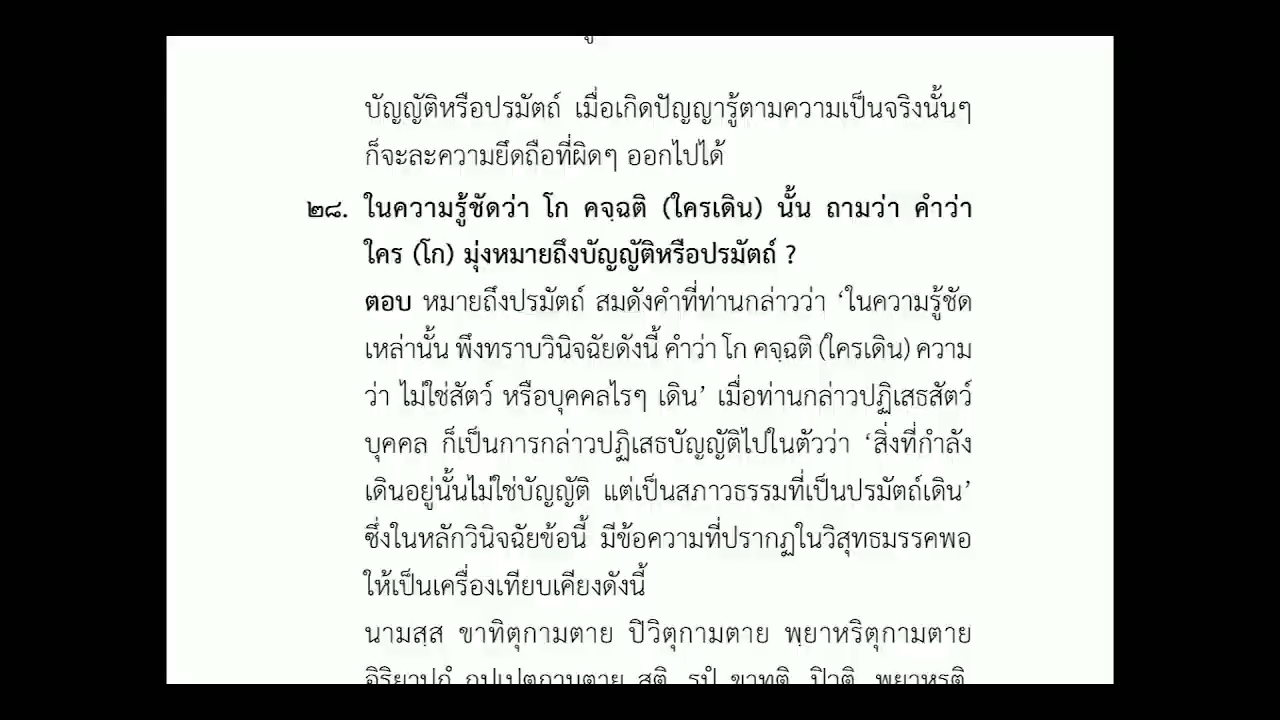 บัญญัติหรือปรมัตถ์ เมื่อเกิดปัญญารู้ตามความเป็นจริงนั้นๆ
ก็จะละความยึดถือที่ผิดๆ ออกไปได้
๒๘. ในความรู้ชัดว่า โก คจฺฉติ (ใครเดิน) นั้น ถามว่า คำว่า
ใคร (โก) มุ่งหมายถึงบัญญัติหรือปรมัตถ์ ?
ตอบ หมายถึงปรมัตถ์ สมดังคำที่ท่านกล่าวว่า ‘ในความรู้ชัด
เหล่านั้น พึงทราบวินิจฉัยดังนี้ คำว่า โก คจฺฉติ (ใครเดิน) ความ
ว่า ไม่ใช่สัตว์ หรือบุคคลไรๆ เดิน’ เมื่อท่านกล่าวปฏิเสธสัตว์
บุคคล ก็เป็นการกล่าวปฏิเสธบัญญัติไปในตัวว่า ‘สิ่งที่กำลัง
เดินอยู่นั้นไม่ใช่บัญญัติ แต่เป็นสภาวธรรมที่เป็นปรมัตถ์เดิน’
ซึ่งในหลักวินิจฉัยข้อนี้ มีข้อความที่ปรากฏในวิสุทธมรรคพอ
ให้เป็นเครื่องเทียบเคียงดังนี้
นามสฺส ขาทิตุกามตาย ปิวิตุกามตาย พฺยาหริตุกามตาย